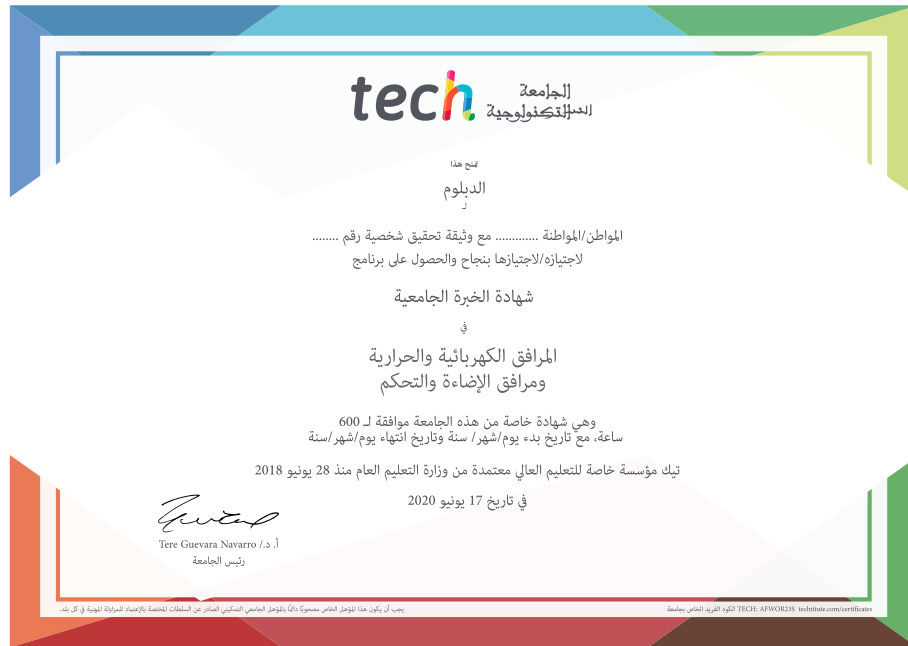 tech الجامعة
التكنولوجية
تمنح هذا
الدبلوم
لـ
المواطن/المواطنة ............. مع وثيقة تحقيق شخصية رقم ........
لاجتيازه/لاجتيازها بنجاح والحصول على برنامج
شهادة الخبرة الجامعية
في
المرافق الكهربائية والحرارية
ومرافق الإضاءة والتحكم
وهي شهادة خاصة من هذه الجامعة موافقة لـ 600
ساعة، مع تاريخ بدء يوم/شهر/ سنة وتاريخ انتهاء يوم/شهر/سنة
تيك مؤسسة خاصة للتعليم العالي معتمدة من وزارة التعليم العام منذ 28 يونيو 2018
في تاريخ 17 يونيو 2020
أ. د./ Tere Guevara Navarro
رئيس الجامعة
يجب أن يكون هذا المؤهل الخاص مصحوبًا دائمًا بالمؤهل الجامعي التمكيني الصادر عن السلطات المختصة بالإعتماد للمزاولة المهنية في كل بلد.
الكود الفريد الخاص بجامعة TECH: AFWOR23S techtitute.com/certificates